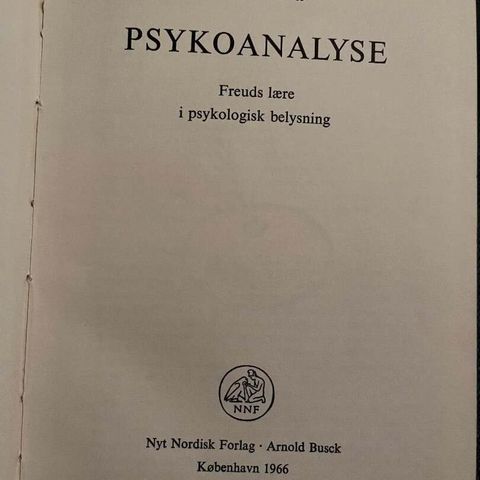 PSYKOANALYSE
Freuds lære
i psykologisk belysning
NNF
Nyt Nordisk Forlag · Arnold Busck
København 1966